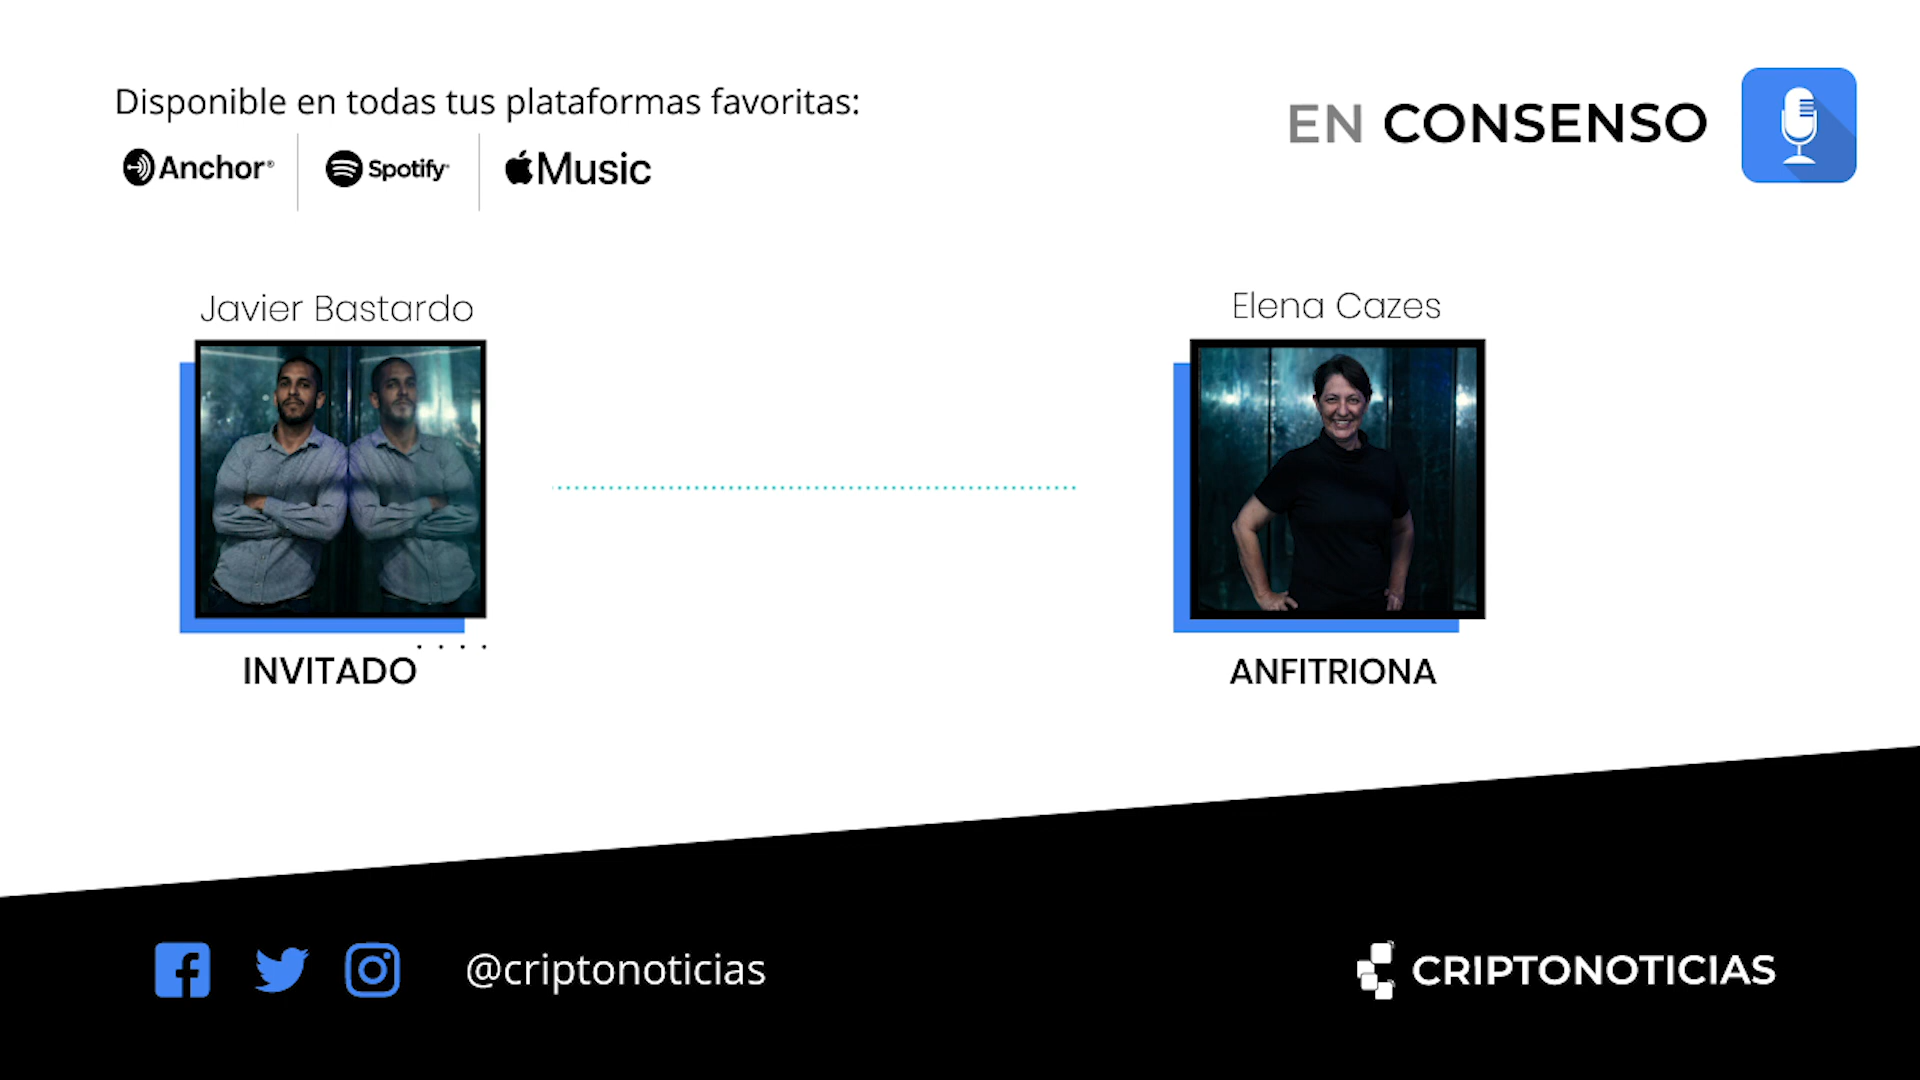 Disponible en todas tus plataformas favoritas:
Anchor®
Spotify®
Music
EN CONSENSO
Javier Bastardo
Elena Cazes
INVITADO
ANFITRIONA
@criptonoticias
CRIPTONOTICIAS